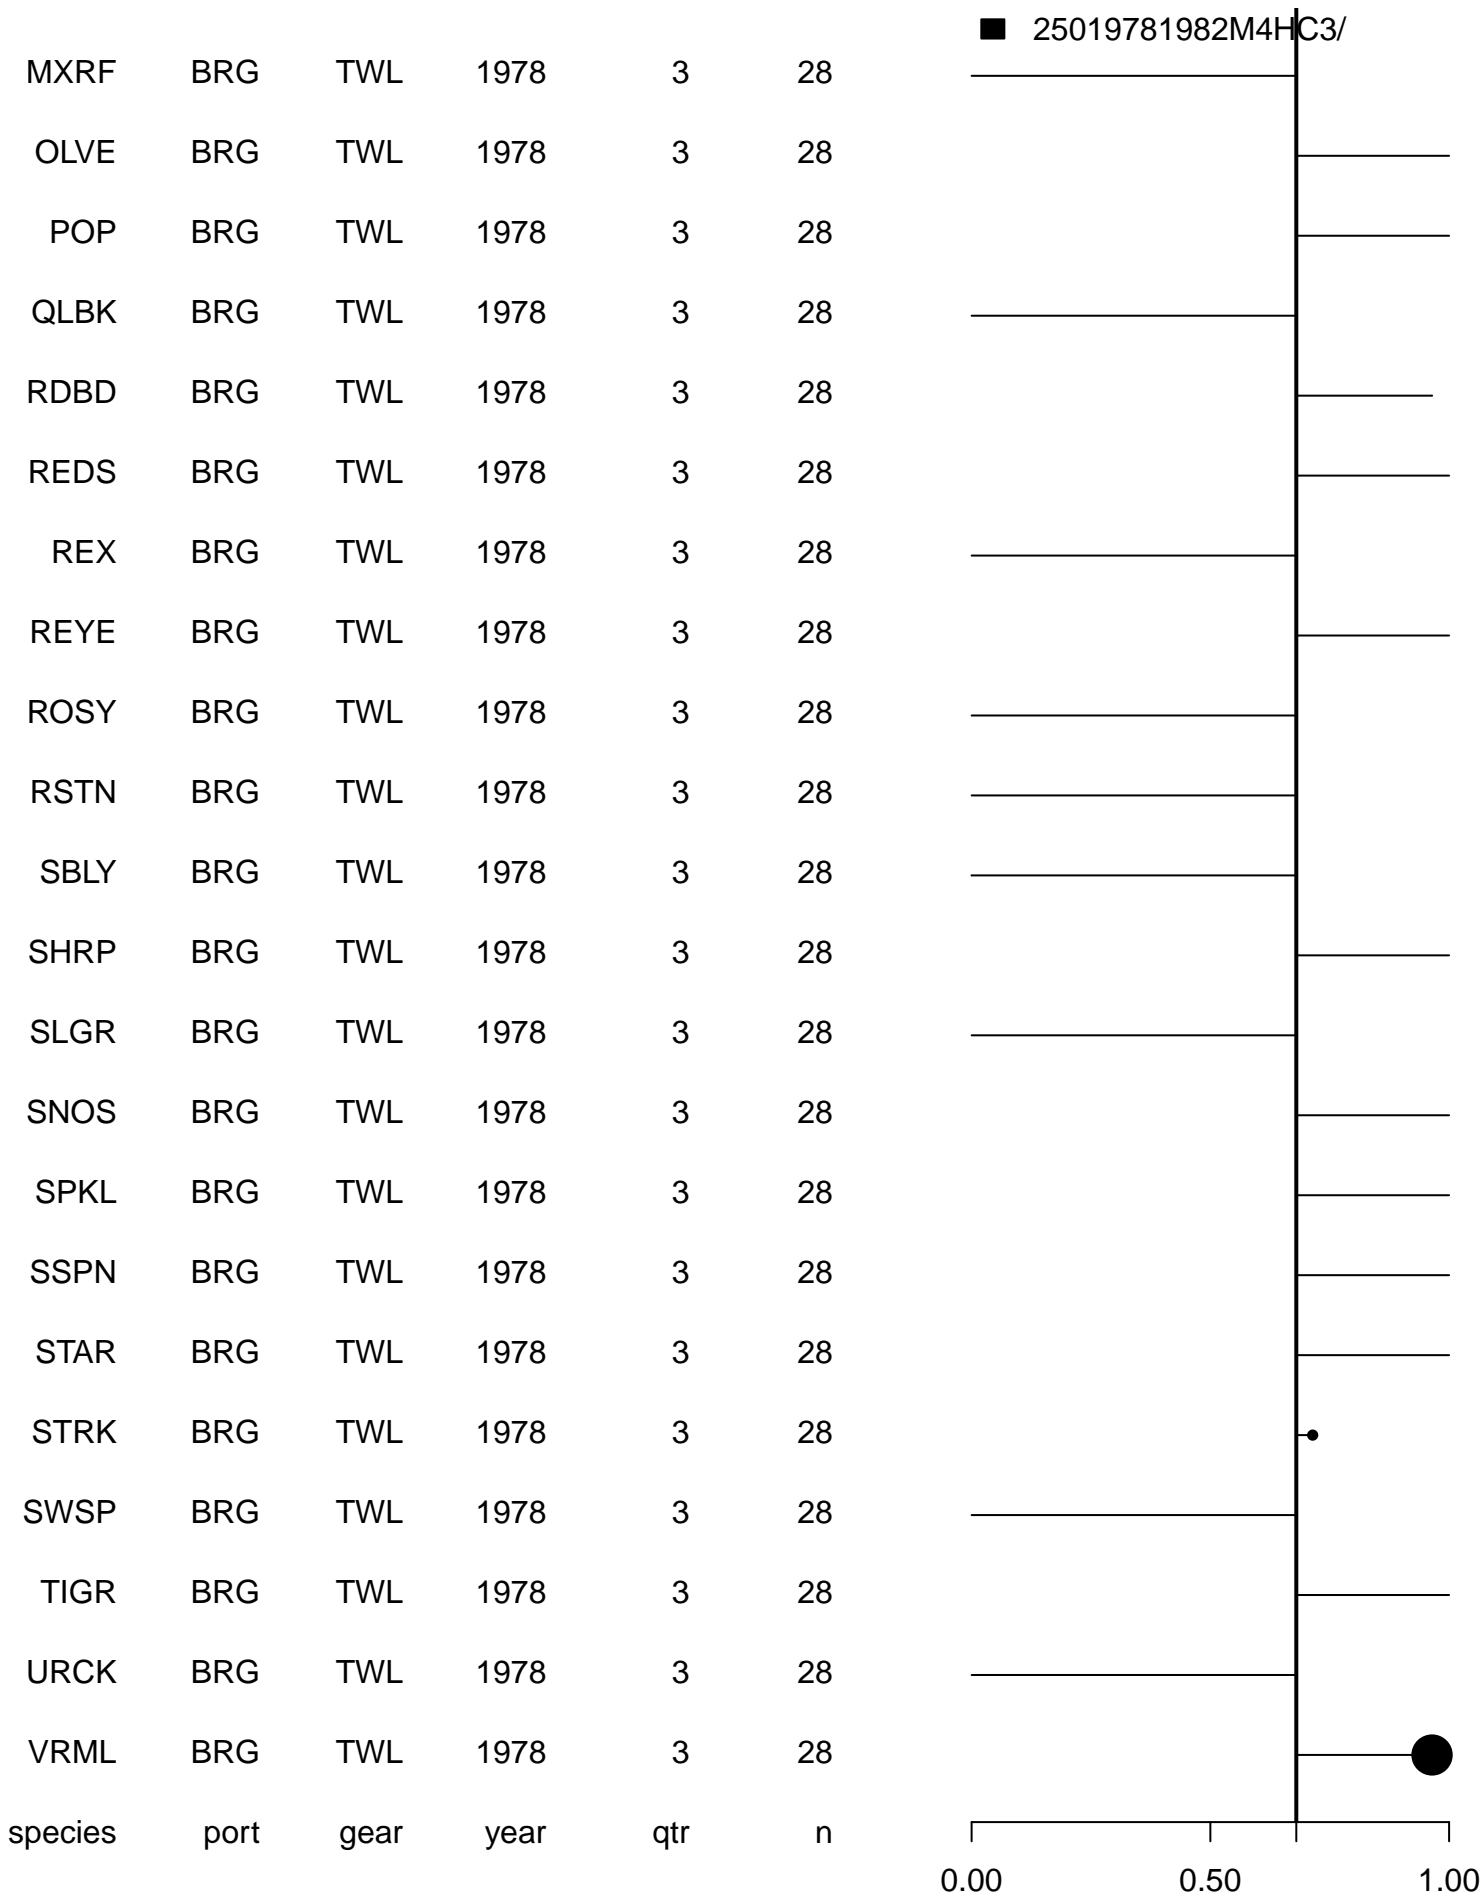 25019781982M4HC3/
MXRF BRG TWL 1978 3 28
OLVE BRG TWL 1978 3 28
POP BRG TWL 1978 3 28
QLBK BRG TWL 1978 3 28
RDBD BRG TWL 1978 3 28
REDS BRG TWL 1978 3 28
REX BRG TWL 1978 3 28
REYE BRG TWL 1978 3 28
ROSY BRG TWL 1978 3 28
RSTN BRG TWL 1978 3 28
SBLY BRG TWL 1978 3 28
SHRP BRG TWL 1978 3 28
SLGR BRG TWL 1978 3 28
SNOS BRG TWL 1978 3 28
SPKL BRG TWL 1978 3 28
SSPN BRG TWL 1978 3 28
STAR BRG TWL 1978 3 28
STRK BRG TWL 1978 3 28
SWSP BRG TWL 1978 3 28
TIGR BRG TWL 1978 3 28
URCK BRG TWL 1978 3 28
VRML BRG TWL 1978 3 28
species port gear year qtr n
0.00 0.50 1.00